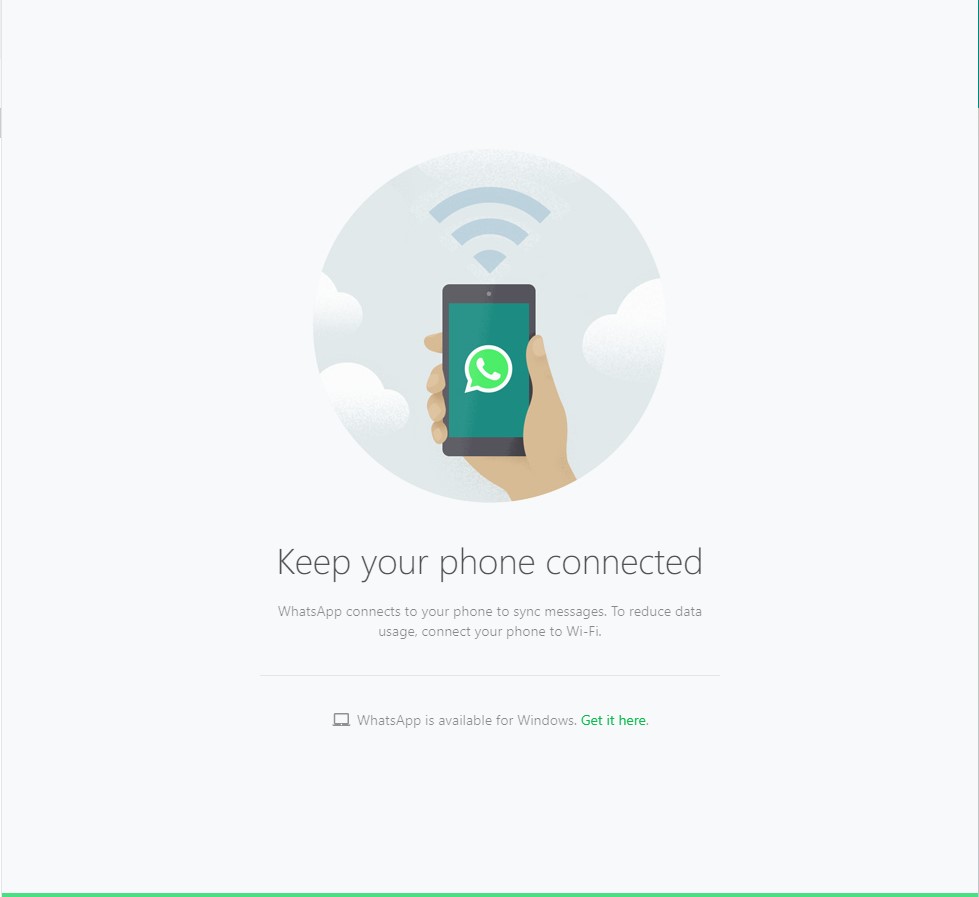 Keep your phone connected
WhatsApp connects to your phone to sync messages. To reduce data
usage, connect your phone to Wi-Fi.
WhatsApp is available for Windows. Get it here.